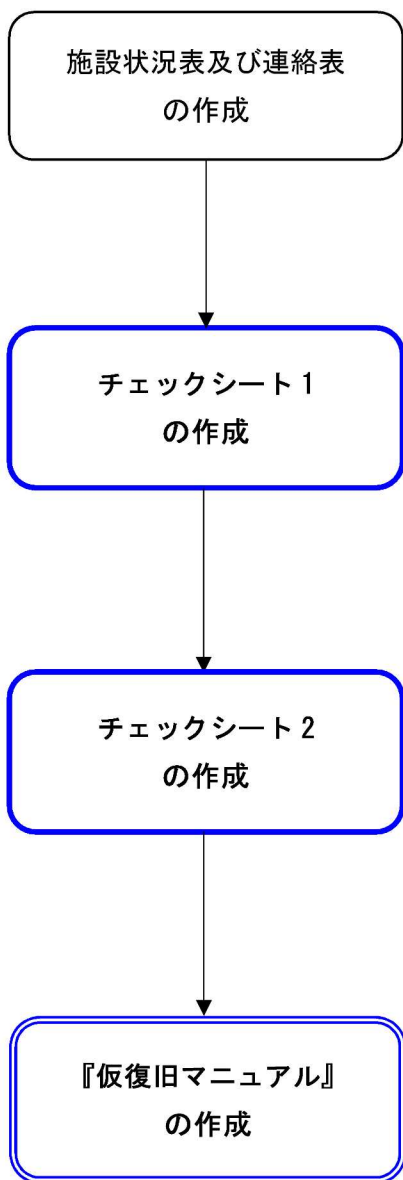 施設状況表及び連絡表
の作成
チェックシート1
の作成
チェックシート2
の作成
『仮復旧マニュアル』
の作成